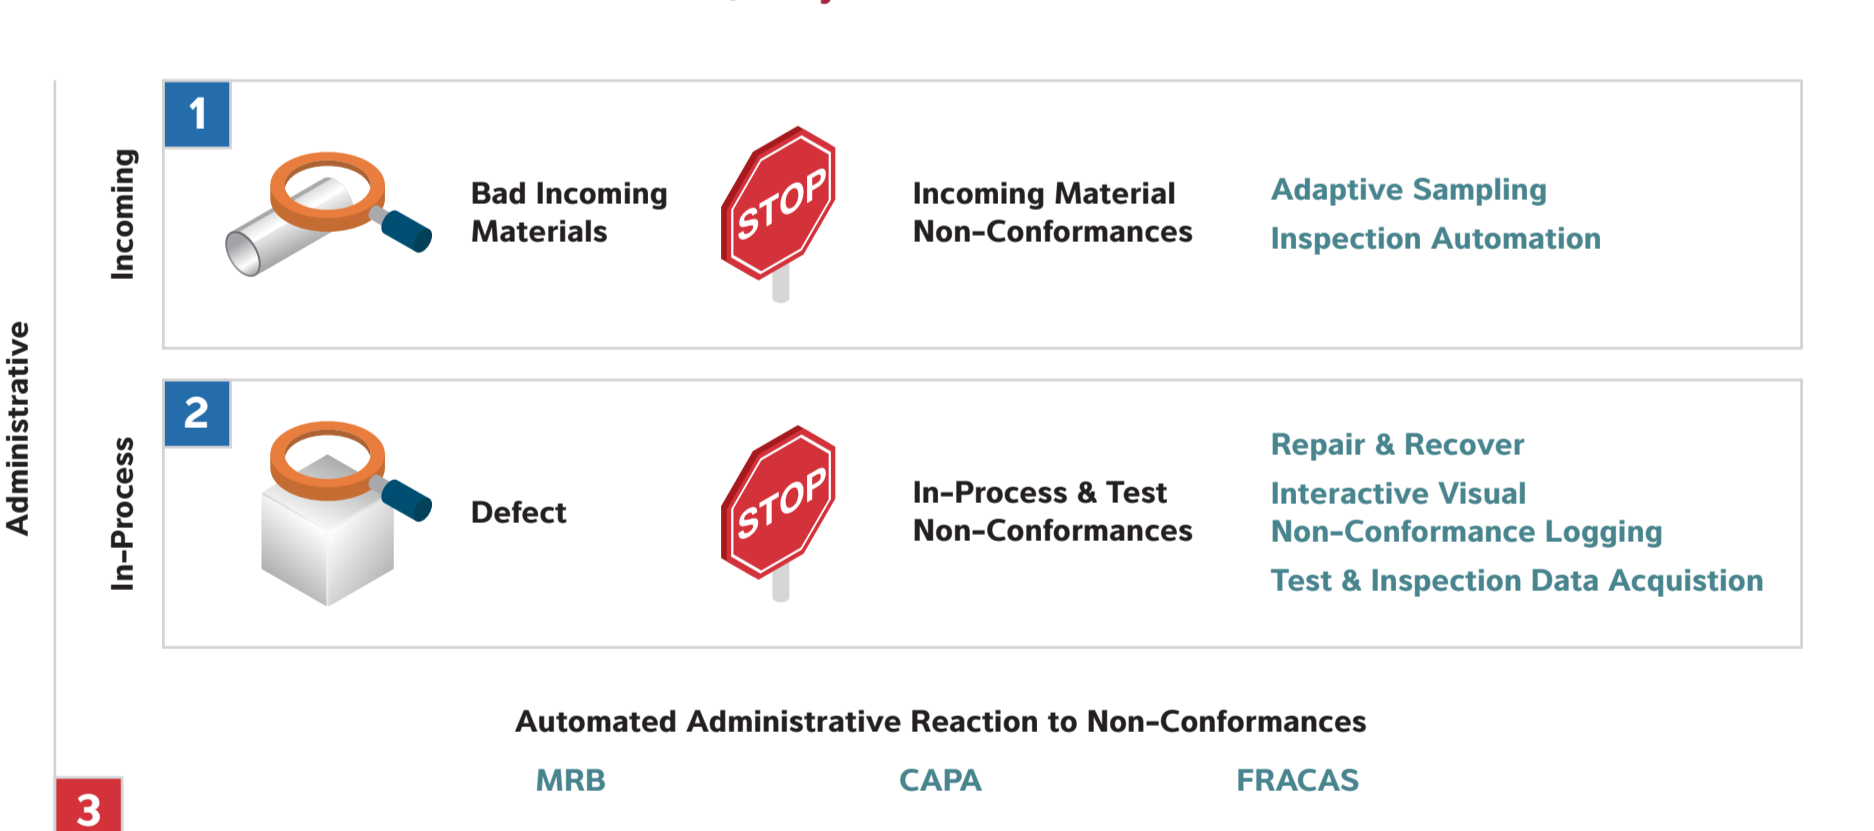 1
Incoming
Bad Incoming
Materials
STOP
Incoming Material
Non-Conformances
Adaptive Sampling
Inspection Automation
Administrative
2
In-Process
Defect
STOP
In-Process & Test
Non-Conformances
Repair & Recover
Interactive Visual
Non-Conformance Logging
Test & Inspection Data Acquistion
Automated Administrative Reaction to Non-Conformances
MRB
CAPA
FRACAS
3